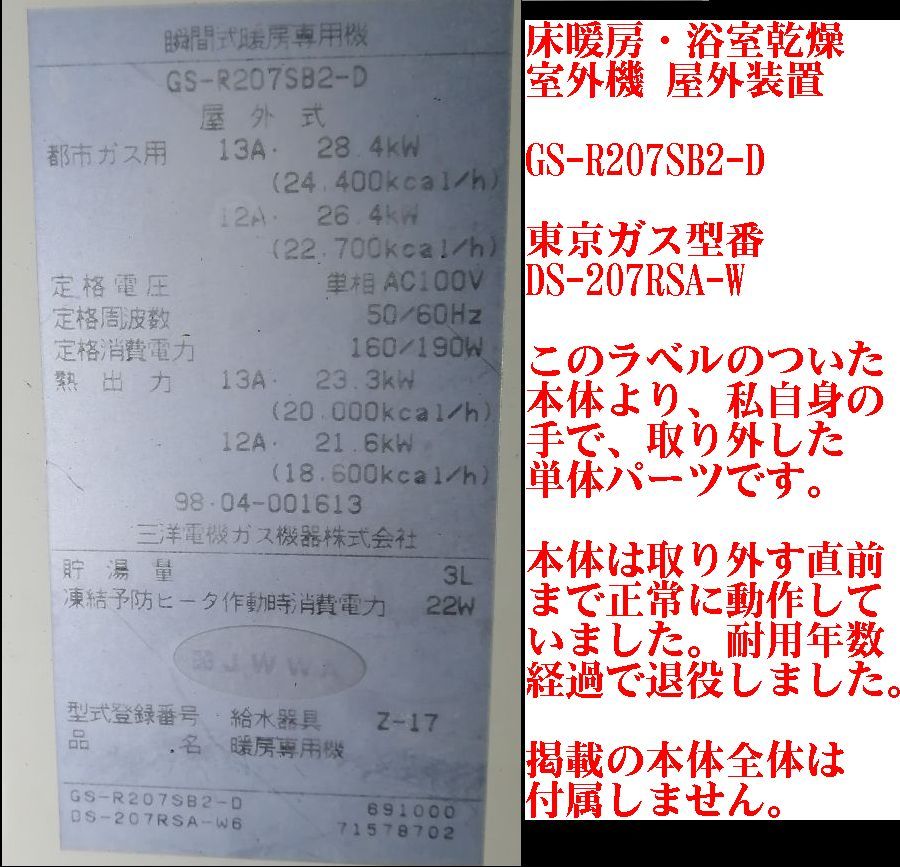 瞬間式暖房専用機
GS-R207SB2-D
屋外式
都市ガス用 13A・ 28.4kW
(24,400kcal/h)
12A・ 26.4kW
(22,700kcal/h)
定格電圧 単相AC100V
定格周波数 50/60Hz
定格消費電力 160/190W
熱出力 13A・ 23.3kW
(20,000kcal/h)
12A・ 21.6kW
(18,600kcal/h)
98・04-001613
三洋電機ガス機器株式会社
貯湯量 3L
凍結予防ヒータ作動時消費電力 22W
型式登録番号 給水器具 Z-17
品名 暖房専用機
GS-R207SB2-D 691000
DS-207RSA-W6 71578702
床暖房・浴室乾燥
室外機 屋外装置
GS-R207SB2-D
東京ガス型番
DS-207RSA-W
このラベルのついた
本体より、私自身の
手で、取り外した
単体パーツです。
本体は取り外す直前
まで正常に動作して
いました。耐用年数
経過で退役しました。
掲載の本体全体は
付属しません。